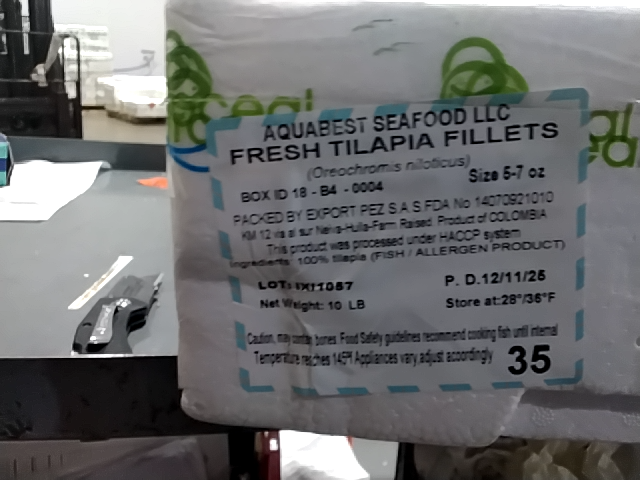 AQUABEST SEAFOOD LLC
FRESH TILAPIA FILLETS
(Oreochromis niloticus)
Size 5-7 oz
BOX ID 18 - B4 - 0004
PACKED BY EXPORT PEZ S.A.S FDA No 14070921010
KM 12 via al sur Neiva-Huila-Farm Raised. Product of COLOMBIA
This product was processed under HACCP system
Ingredients: 100% tilapia (FISH / ALLERGEN PRODUCT)
LOT:
P. D.12/11/25
Net Weight: 10 LB
Store at:28°/36°F
Caution, may contain bones. Food Safety guidelines recommend cooking fish until internal
Temperature reaches 145°F Appliances vary, adjust accordingly
35